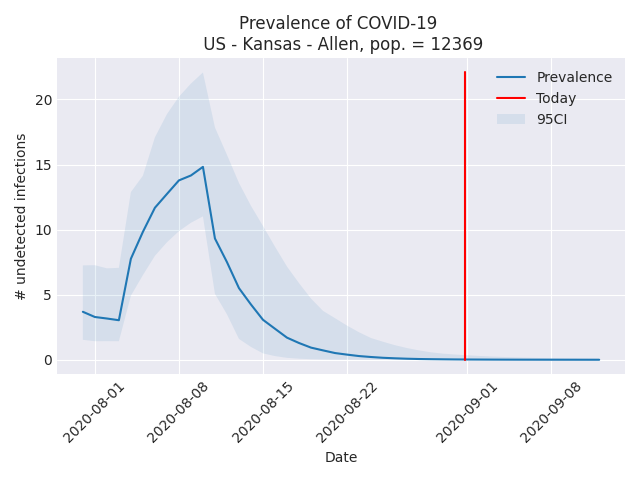 Prevalence of COVID-19
US - Kansas - Allen, pop. = 12369
Prevalence
Today
95CI
# undetected infections
20
15
10
5
0
2020-08-01
2020-08-08
2020-08-15
2020-08-22
2020-09-01
2020-09-08
Date